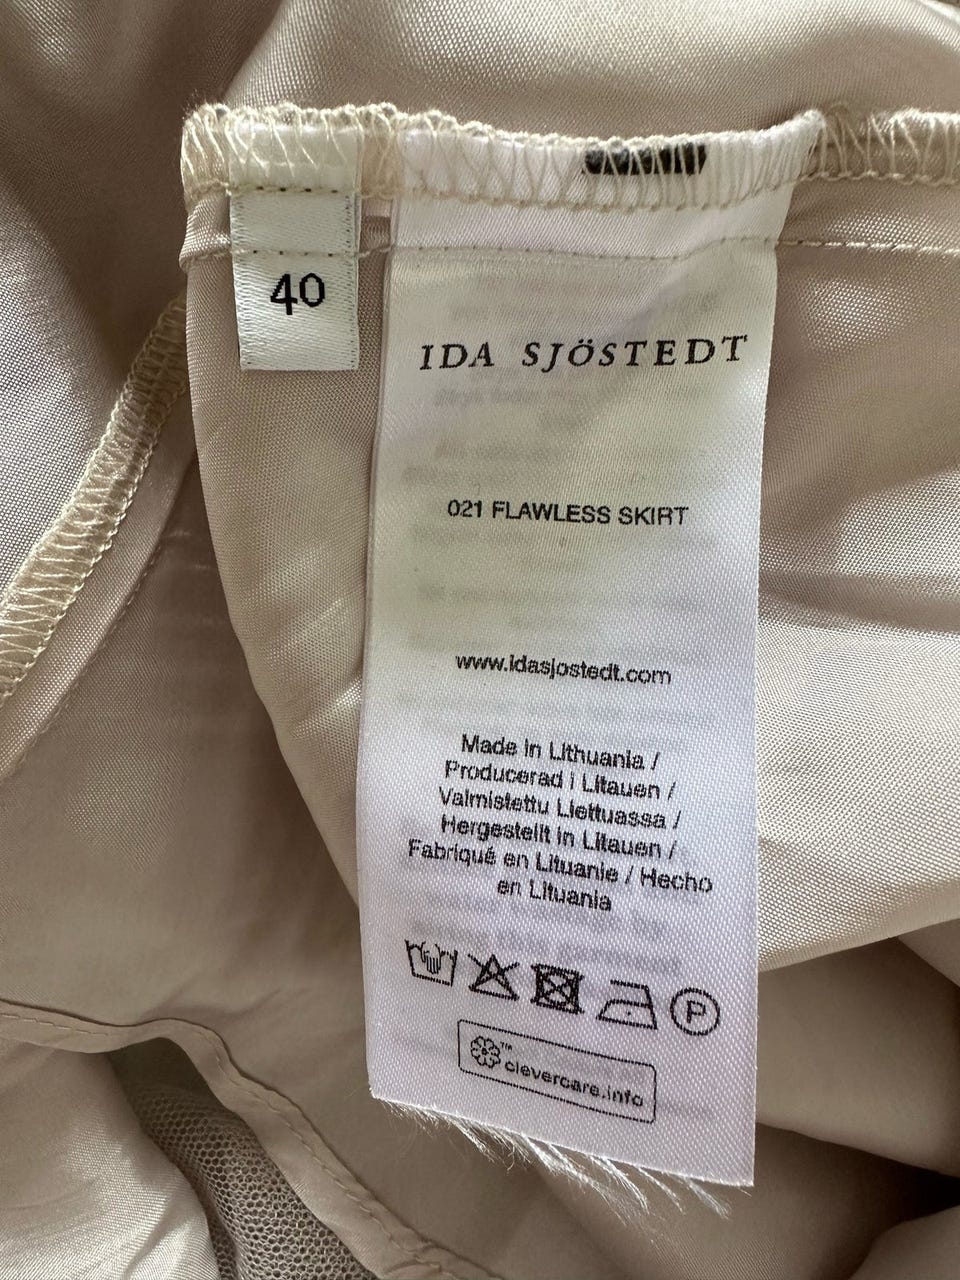 40
IDA SJÖSTEDT
021 FLAWLESS SKIRT
www.idasjostedt.com
Made in Lithuania /
Producerad i Litauen /
Valmistettu Liettuassa /
Hergestellt in Litauen /
Fabriqué en Lituanie / Hecho
en Lituania
P
™
clevercare.info